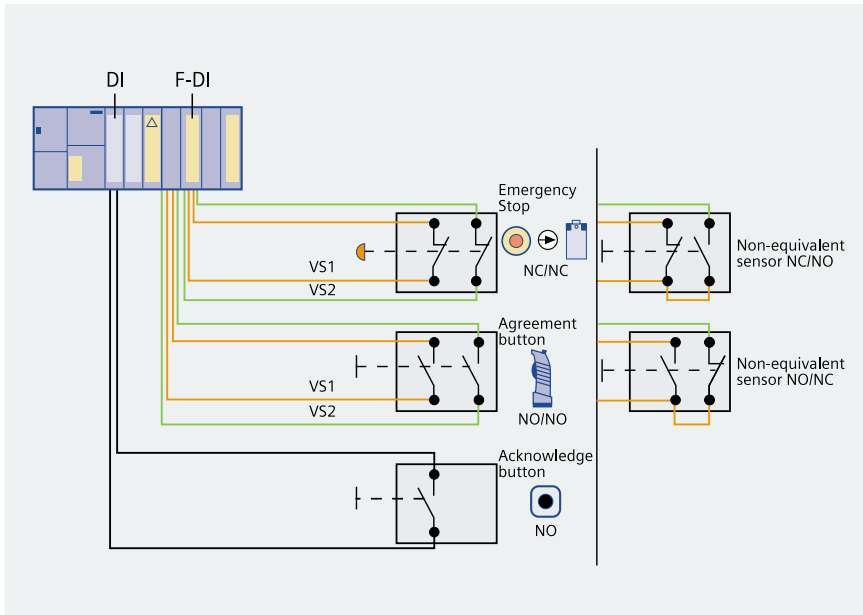 DI
F-DI
Emergency
Stop
NC/NC
VS1
VS2
Non-equivalent
sensor NC/NO
Agreement
button
NO/NO
VS1
VS2
Non-equivalent
sensor NO/NC
Acknowledge
button
NO